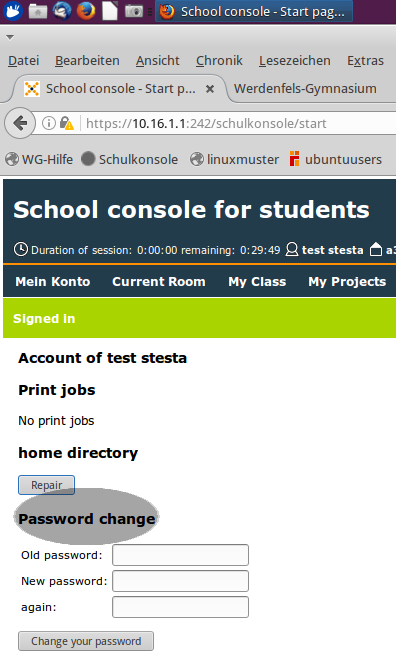 School console - Start pag...
Datei Bearbeiten Ansicht Chronik Lesezeichen Extras
School console - Start p... Werdenfels-Gymnasium
https://10.16.1.1:242/schulkonsole/start
WG-Hilfe Schulkonsole linuxmuster ubuntuusers
School console for students
Duration of session: 0:00:00 remaining: 0:29:49 test stesta a3
Mein Konto Current Room My Class My Projects
Signed in
Account of test stesta
Print jobs
No print jobs
home directory
Repair
Password change
Old password:
New password:
again:
Change your password